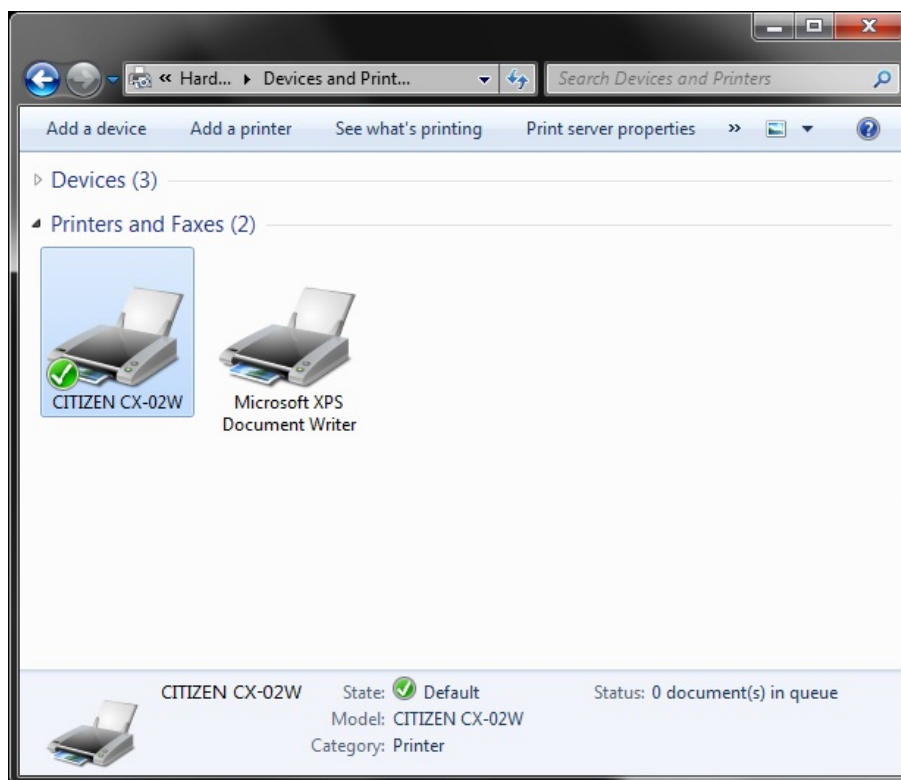 « Hard... Devices and Print... Search Devices and Printers
Add a device Add a printer See what's printing Print server properties »
Devices (3)
Printers and Faxes (2)
CITIZEN CX-02W
Microsoft XPS
Document Writer
CITIZEN CX-02W State: Default Status: 0 document(s) in queue
Model: CITIZEN CX-02W
Category: Printer